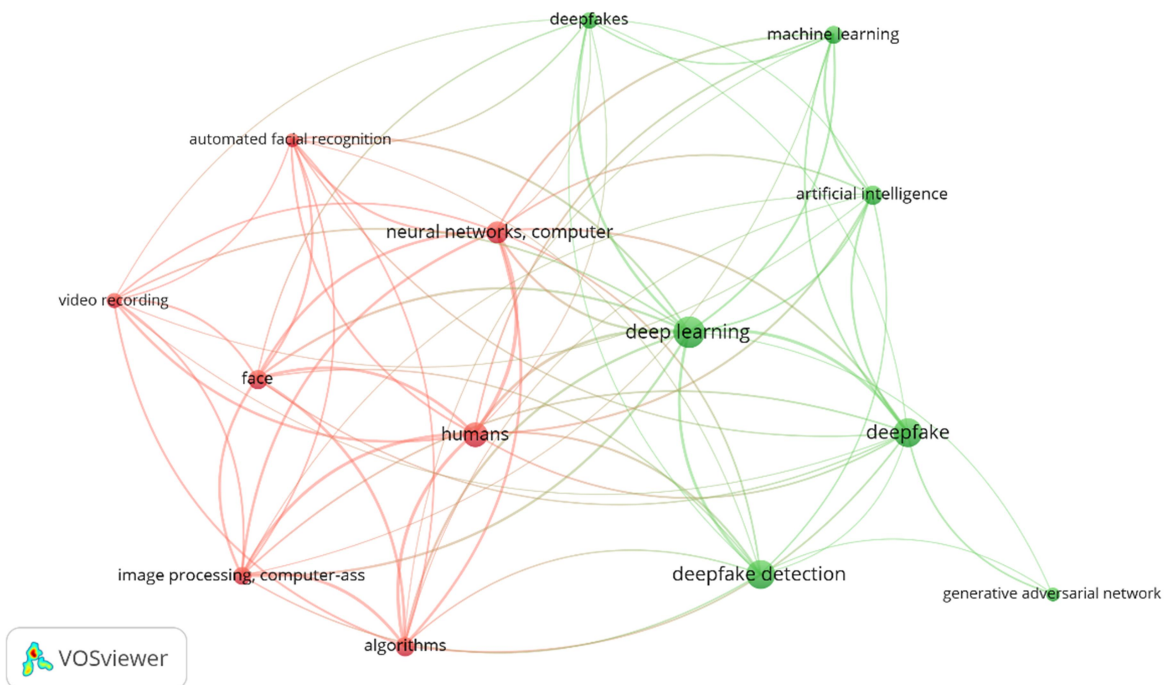 deepfakes
machine learning
automated facial recognition
artificial intelligence
neural networks, computer
video recording
deep learning
face
humans
deepfake
image processing, computer-ass
deepfake detection
generative adversarial network
algorithms
VOSviewer